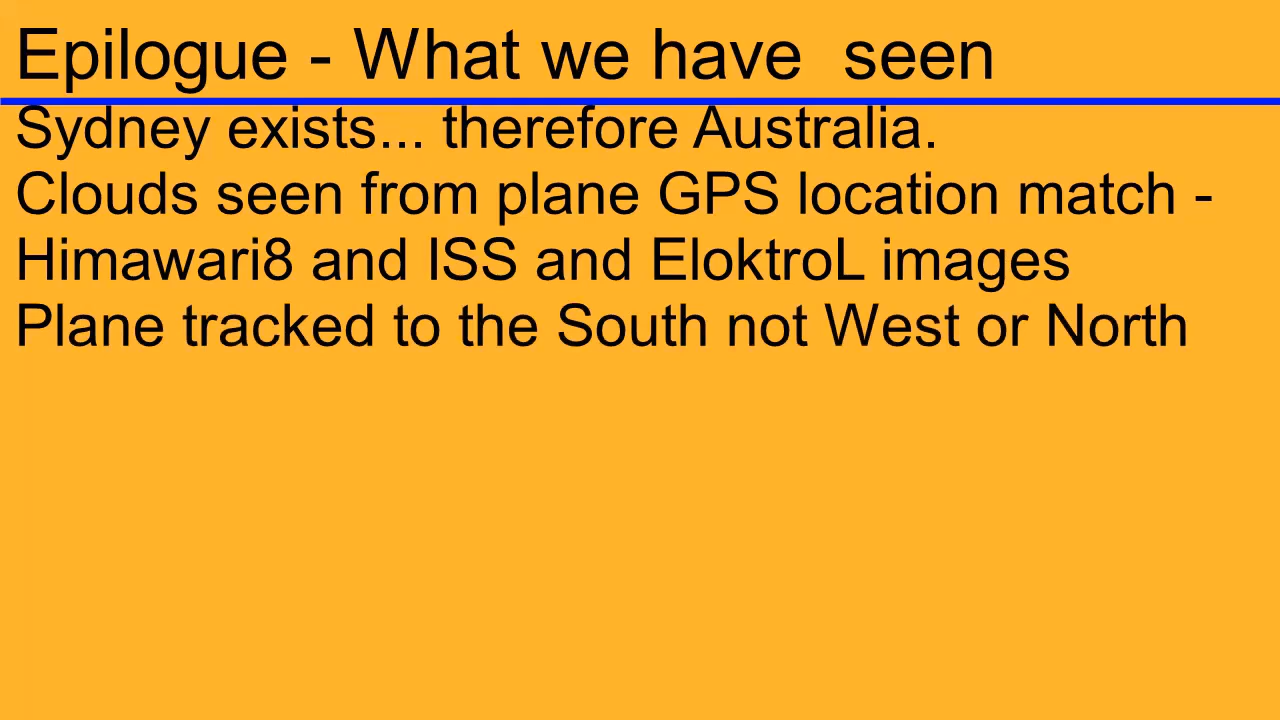 Epilogue - What we have  seen
Sydney exists... therefore Australia.
Clouds seen from plane GPS location match -
Himawari8 and ISS and EloktroL images
Plane tracked to the South not West or North